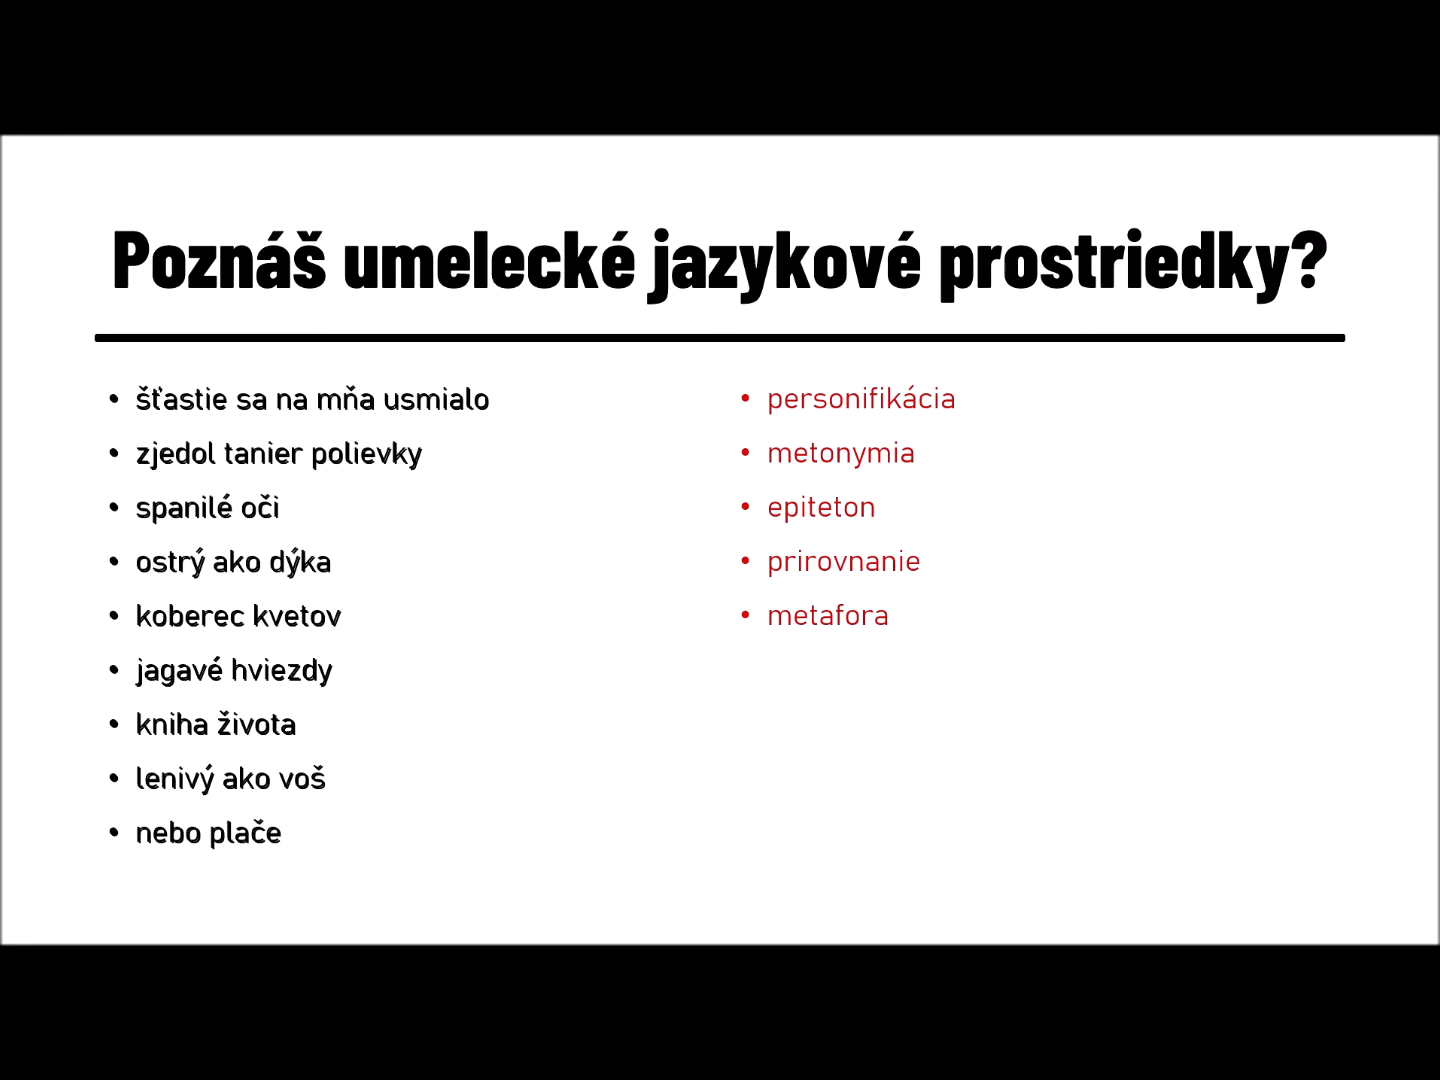 Poznáš umelecké jazykové prostriedky?
• šťastie sa na mňa usmialo
• zjedol tanier polievky
• spanilé oči
• ostrý ako dýka
• koberec kvetov
• jagavé hviezdy
• kniha života
• lenivý ako voš
• nebo plače
• personifikácia
• metonymia
• epiteton
• prirovnanie
• metafora